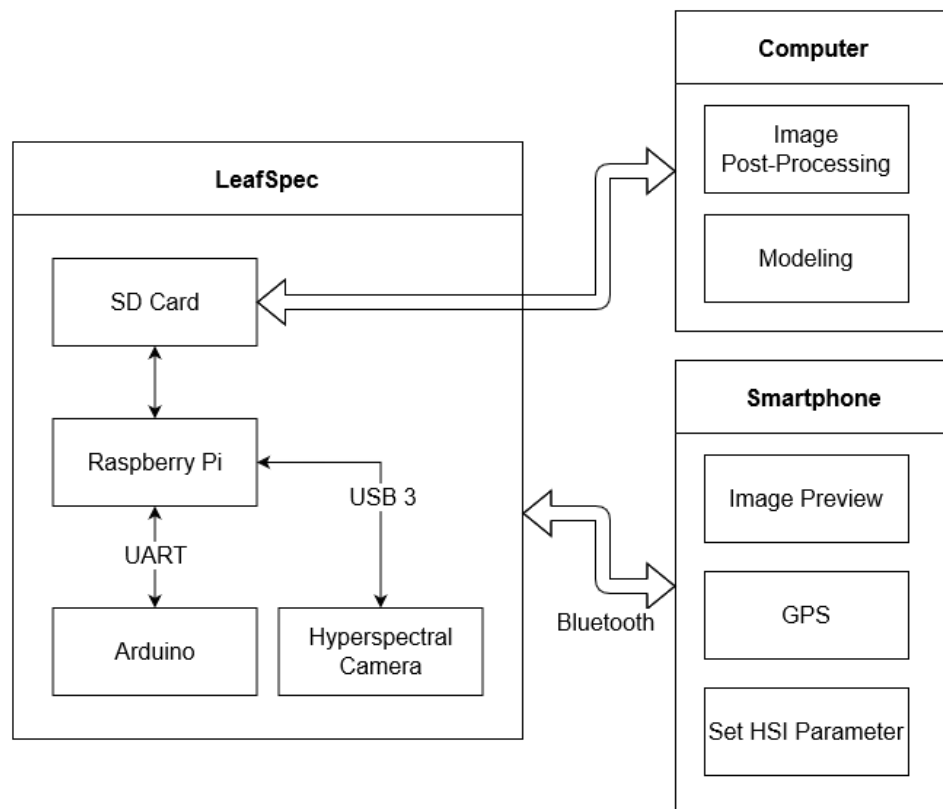 Computer
Image
Post-Processing
Modeling
LeafSpec
SD Card
Raspberry Pi
USB 3
UART
Arduino
Hyperspectral
Camera
Bluetooth
Smartphone
Image Preview
GPS
Set HSI Parameter